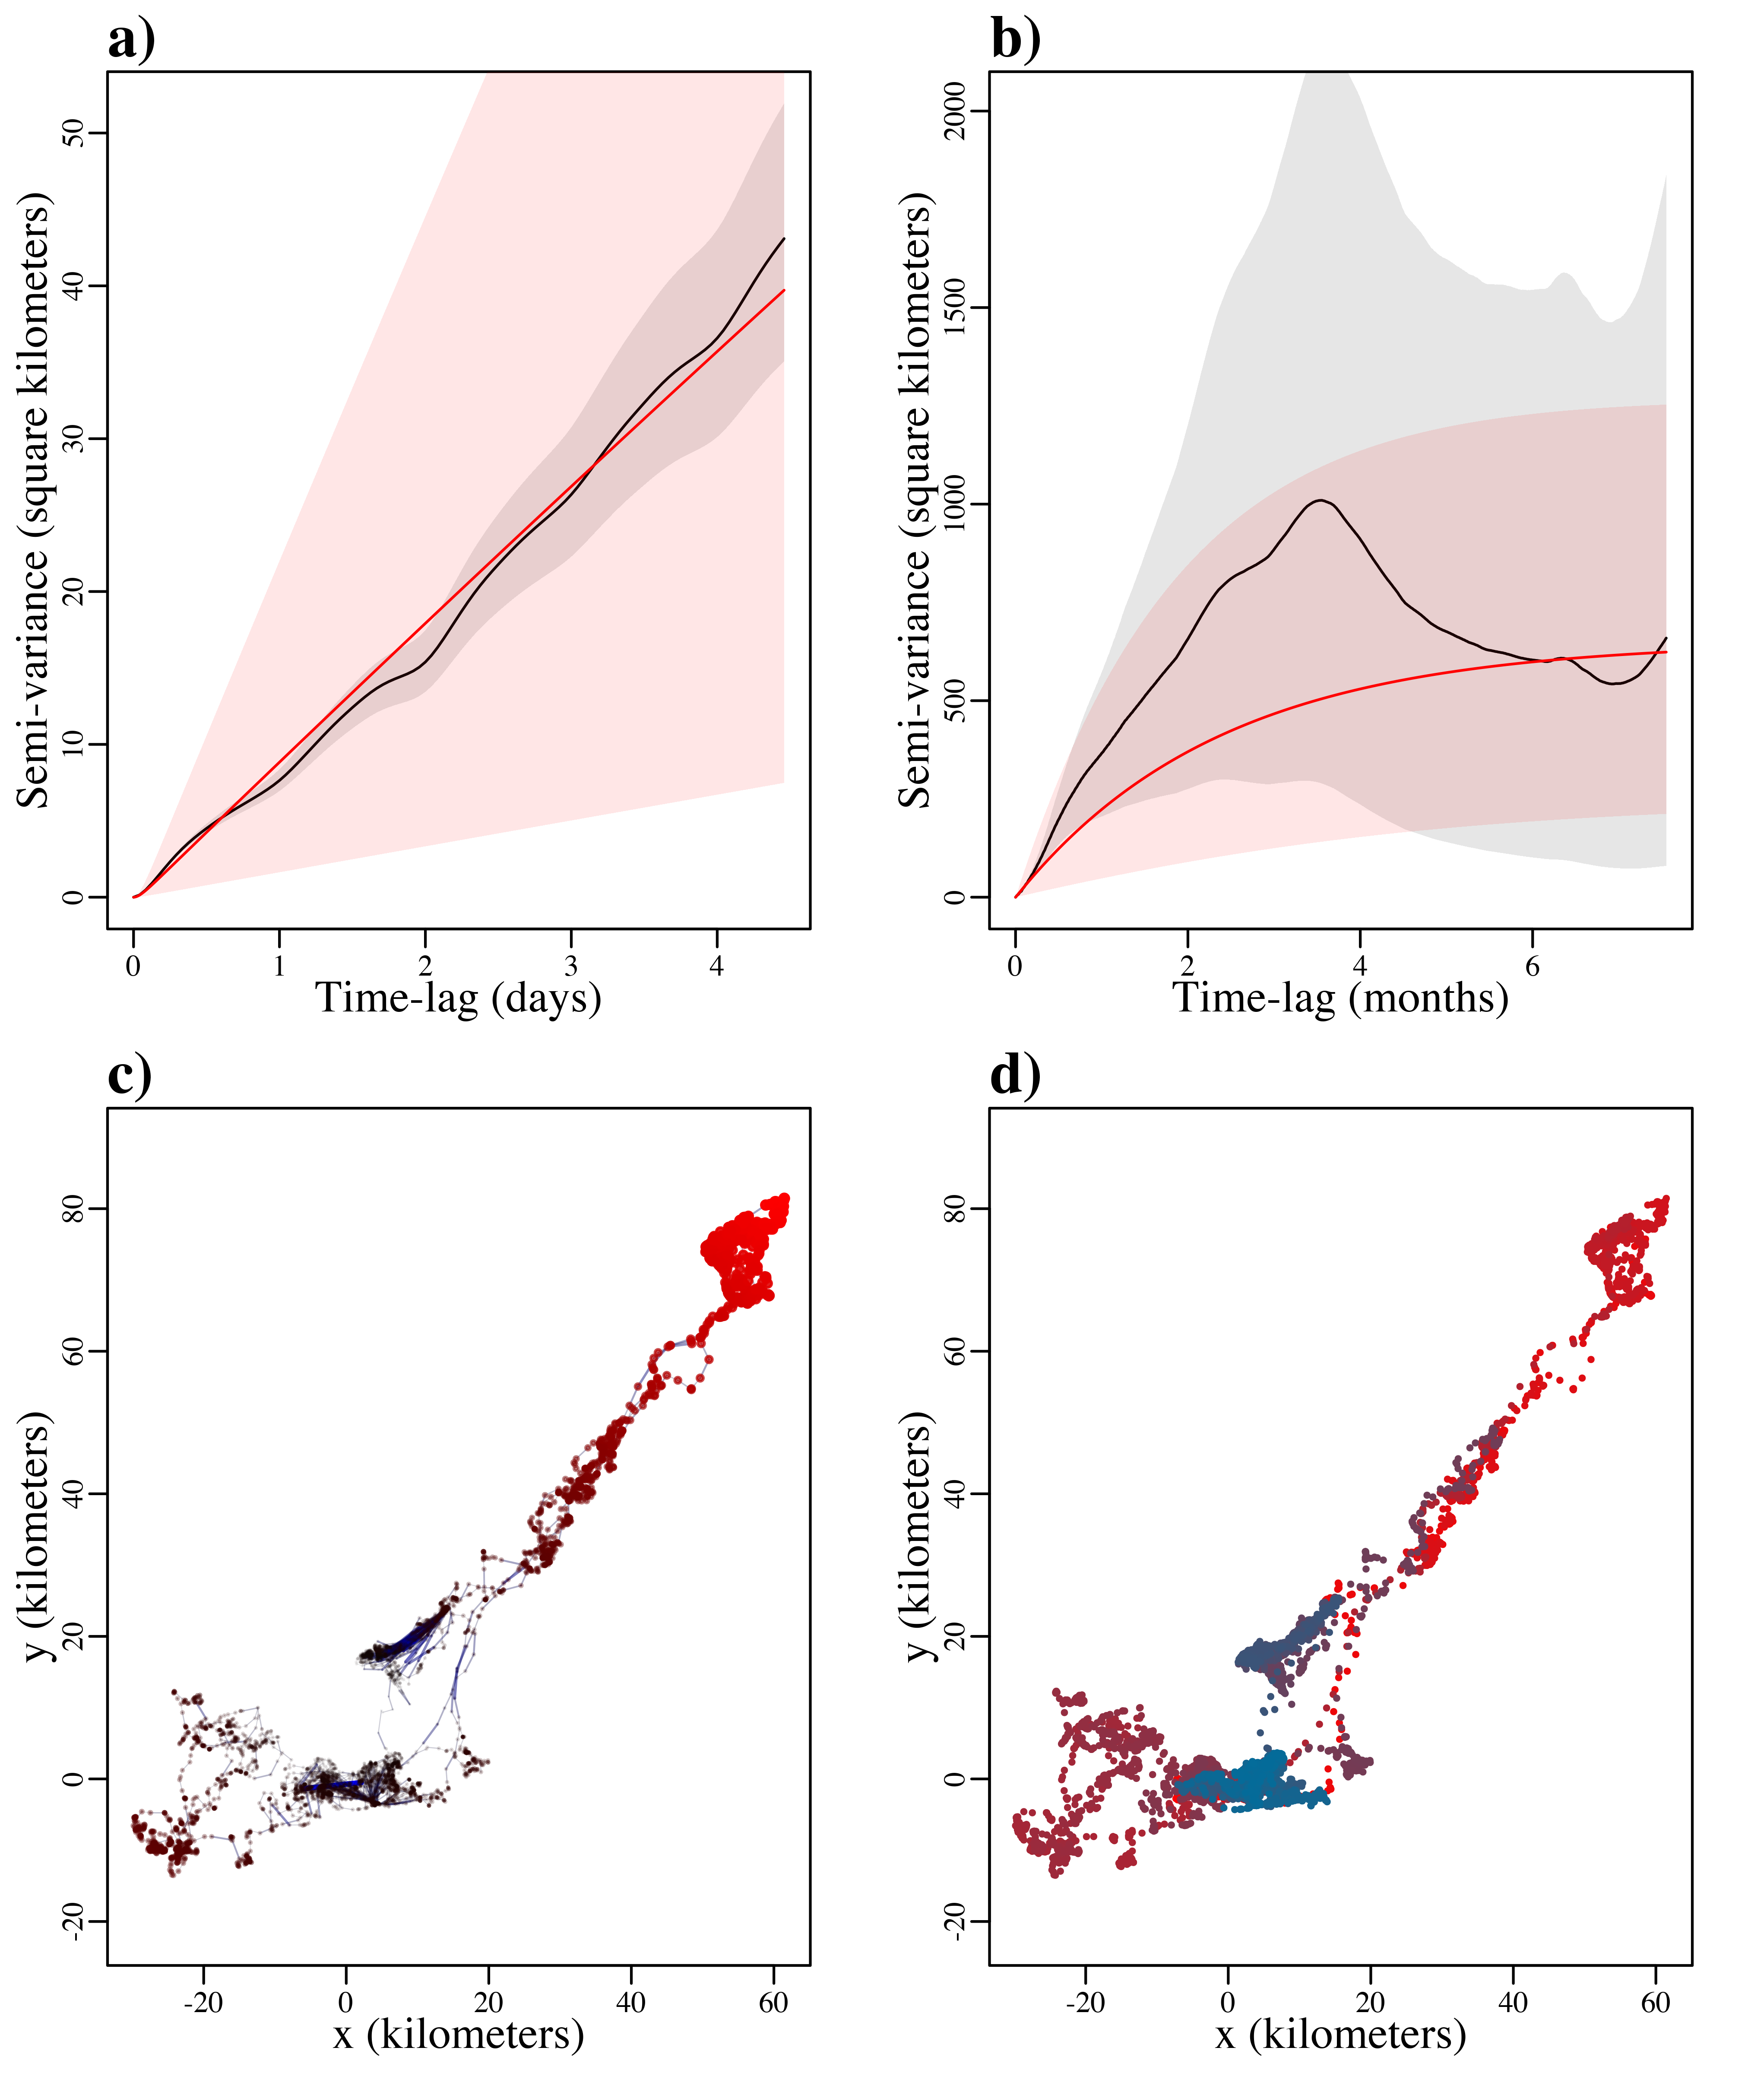 a)
Semi-variance (square kilometers)
50
40
30
20
10
0
0 1 2 3 4
Time-lag (days)
b)
Semi-variance (square kilometers)
2000
1500
1000
500
0
0 2 4 6
Time-lag (months)
c)
y (kilometers)
80
60
40
20
0
-20
-20 0 20 40 60
x (kilometers)
d)
y (kilometers)
80
60
40
20
0
-20
-20 0 20 40 60
x (kilometers)